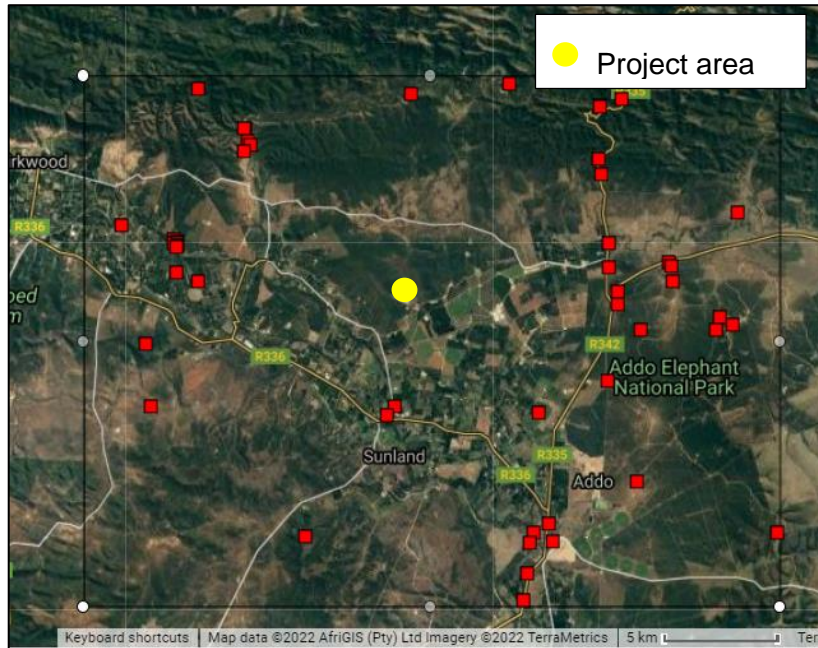 Project area
R335
rkwood
R336
R336
R342
Addo Elephant
National Park
Sunland
R335
R336
Addo
Keyboard shortcuts
Map data ©2022 AfriGIS (Pty) Ltd Imagery ©2022 TerraMetrics
5 km
Ter